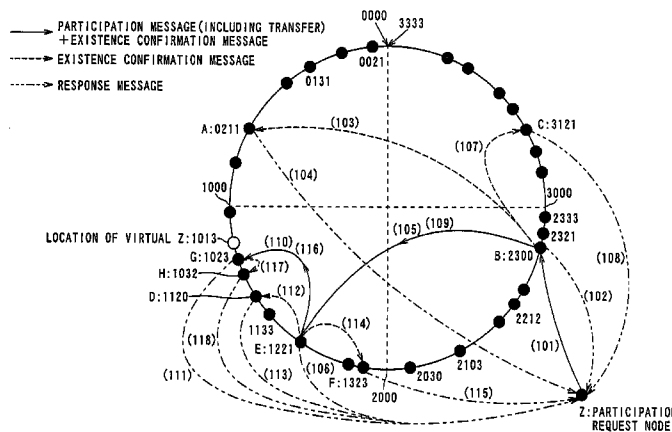 PARTICIPATION MESSAGE(INCLUDING TRANSFER)
+EXISTENCE CONFIRMATION MESSAGE
EXISTENCE CONFIRMATION MESSAGE
RESPONSE MESSAGE
0000
3333
0021
0131
A:0211
C:3121
(103)
(107)
(104)
1000
3000
2333
2321
(105)
(109)
LOCATION OF VIRTUAL Z:1013
(110)
(116)
B:2300
(108)
G:1023
(117)
H:1032
(102)
D:1120
(112)
2212
1133
(114)
(101)
E:1221
(118)
(106)
2103
(111)
(113)
F:1323
2030
(115)
2000
Z:PARTICIPATION
REQUEST NODE